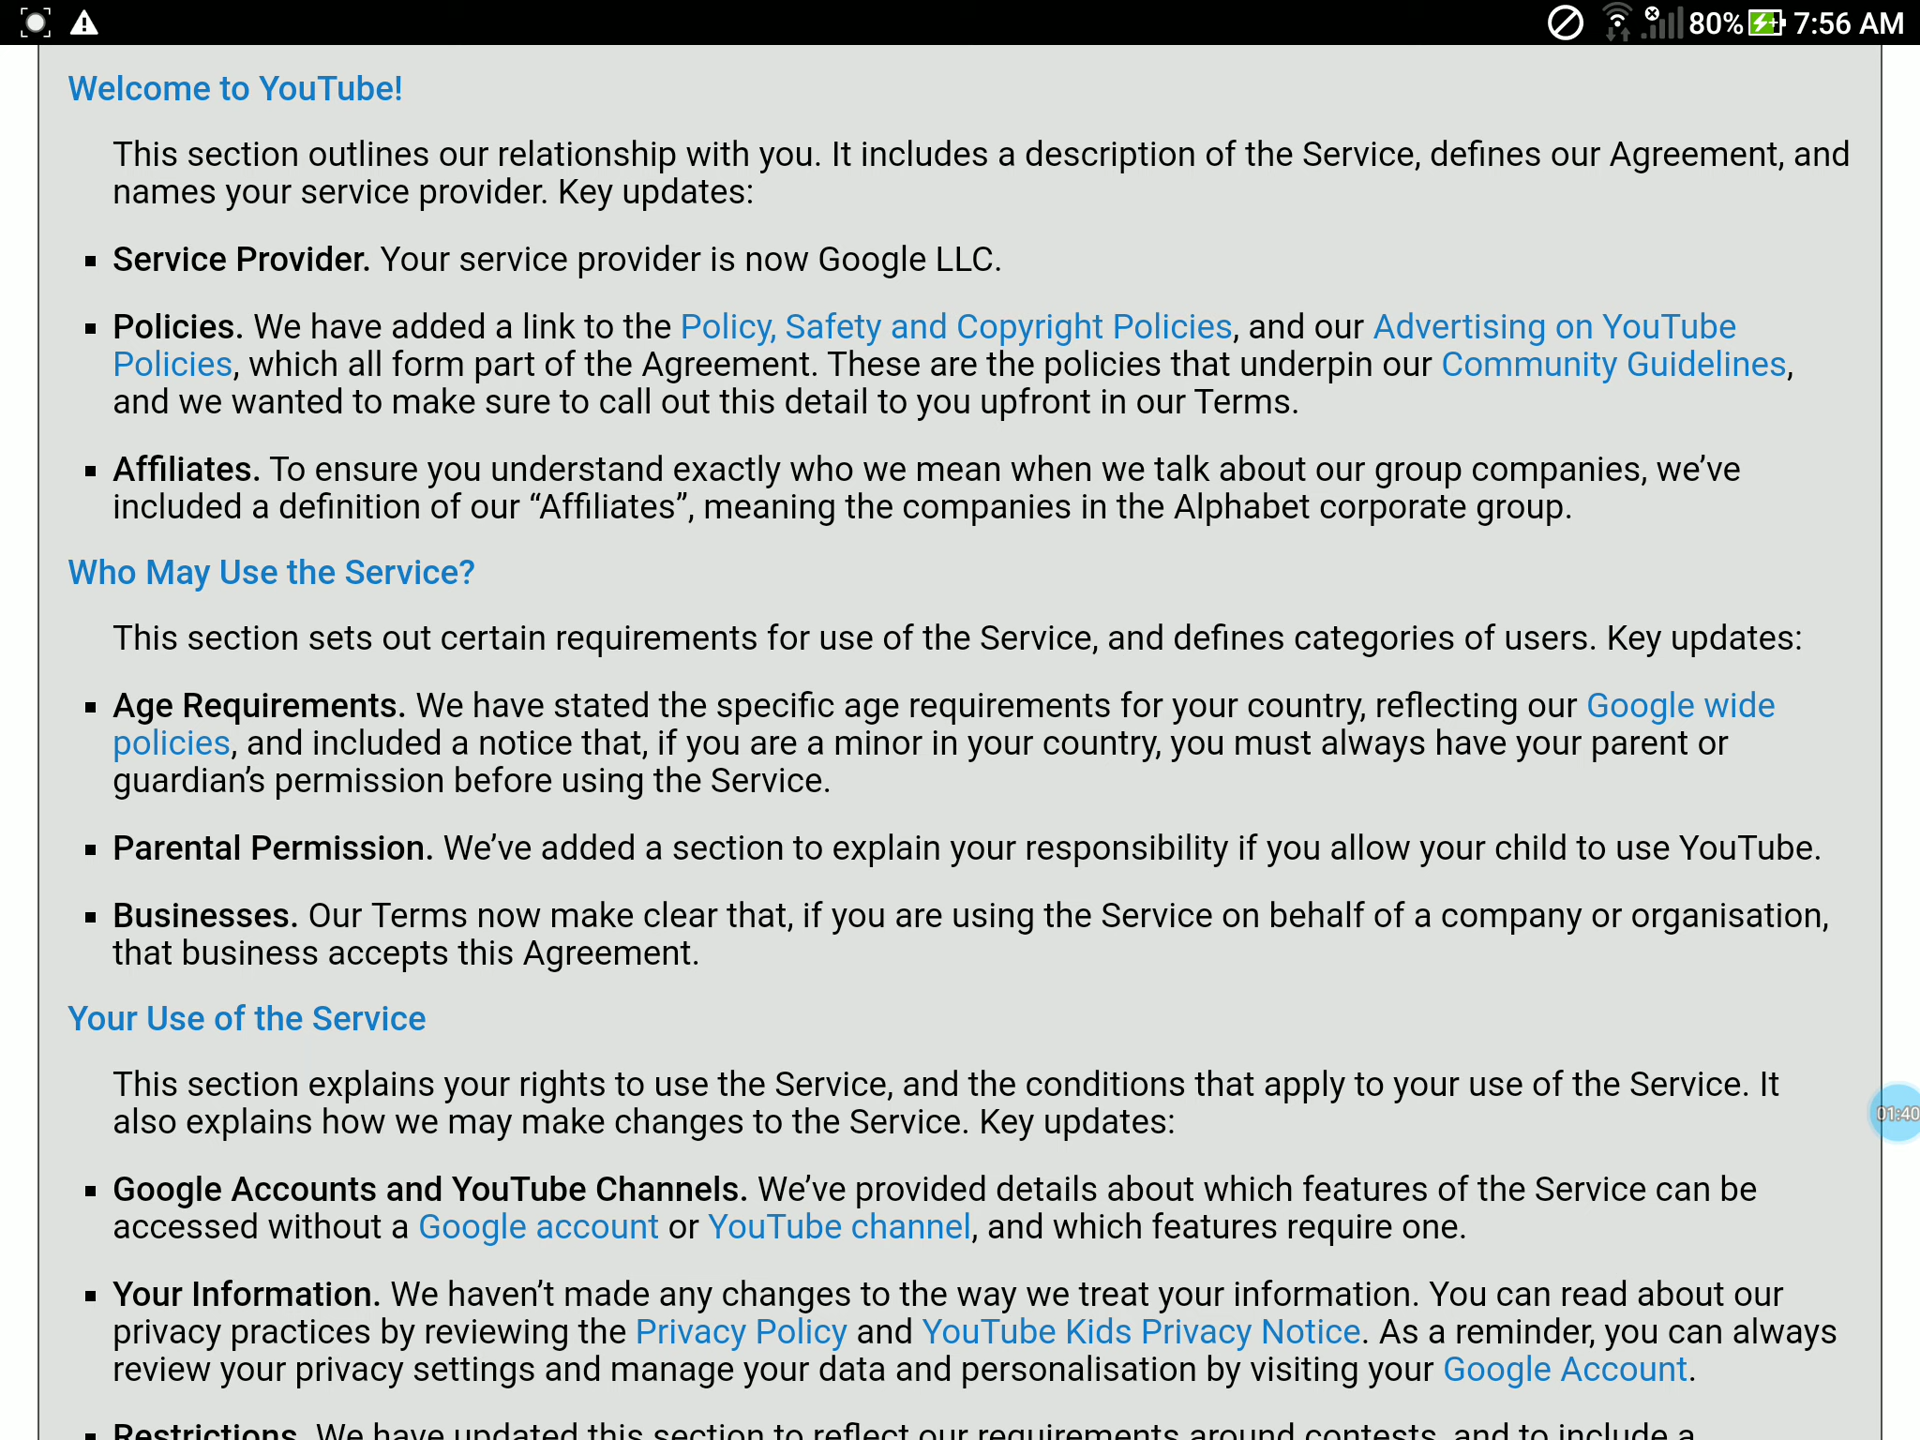 80% 7:56 AM
Welcome to YouTube!
This section outlines our relationship with you. It includes a description of the Service, defines our Agreement, and
names your service provider. Key updates:
▪ Service Provider. Your service provider is now Google LLC.
▪ Policies. We have added a link to the Policy, Safety and Copyright Policies, and our Advertising on YouTube
Policies, which all form part of the Agreement. These are the policies that underpin our Community Guidelines,
and we wanted to make sure to call out this detail to you upfront in our Terms.
▪ Affiliates. To ensure you understand exactly who we mean when we talk about our group companies, we’ve
included a definition of our “Affiliates”, meaning the companies in the Alphabet corporate group.
Who May Use the Service?
This section sets out certain requirements for use of the Service, and defines categories of users. Key updates:
▪ Age Requirements. We have stated the specific age requirements for your country, reflecting our Google wide
policies, and included a notice that, if you are a minor in your country, you must always have your parent or
guardian’s permission before using the Service.
▪ Parental Permission. We’ve added a section to explain your responsibility if you allow your child to use YouTube.
▪ Businesses. Our Terms now make clear that, if you are using the Service on behalf of a company or organisation,
that business accepts this Agreement.
Your Use of the Service
This section explains your rights to use the Service, and the conditions that apply to your use of the Service. It
also explains how we may make changes to the Service. Key updates:
01:40
▪ Google Accounts and YouTube Channels. We’ve provided details about which features of the Service can be
accessed without a Google account or YouTube channel, and which features require one.
▪ Your Information. We haven’t made any changes to the way we treat your information. You can read about our
privacy practices by reviewing the Privacy Policy and YouTube Kids Privacy Notice. As a reminder, you can always
review your privacy settings and manage your data and personalisation by visiting your Google Account.
▪ Restrictions. We have updated this section to reflect our requirements around contests, and to include a